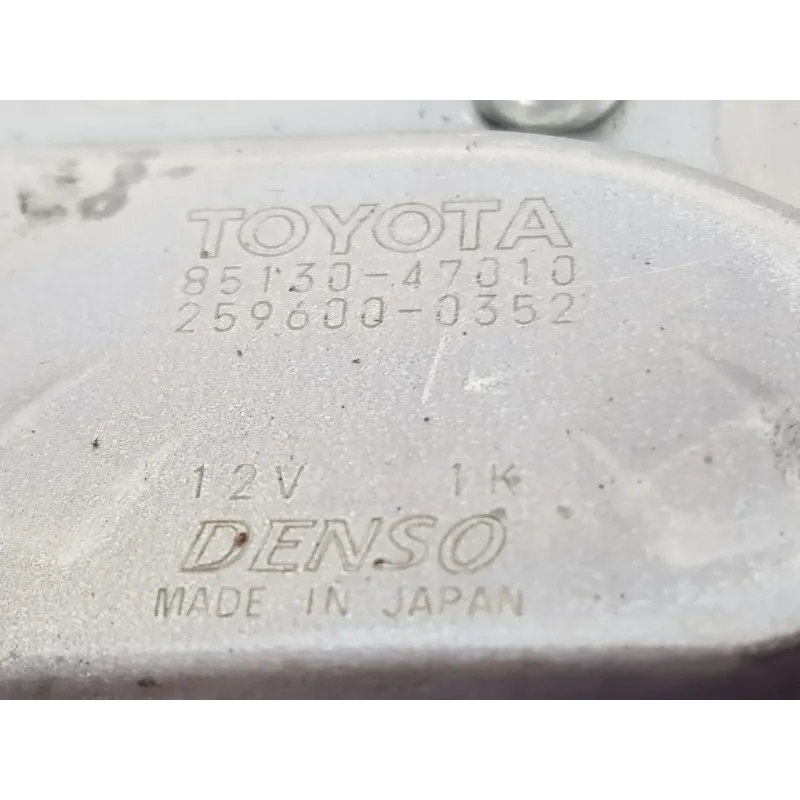 TOYOTA
85130-47010
259600-0352
12V 1K
DENSO
MADE IN JAPAN